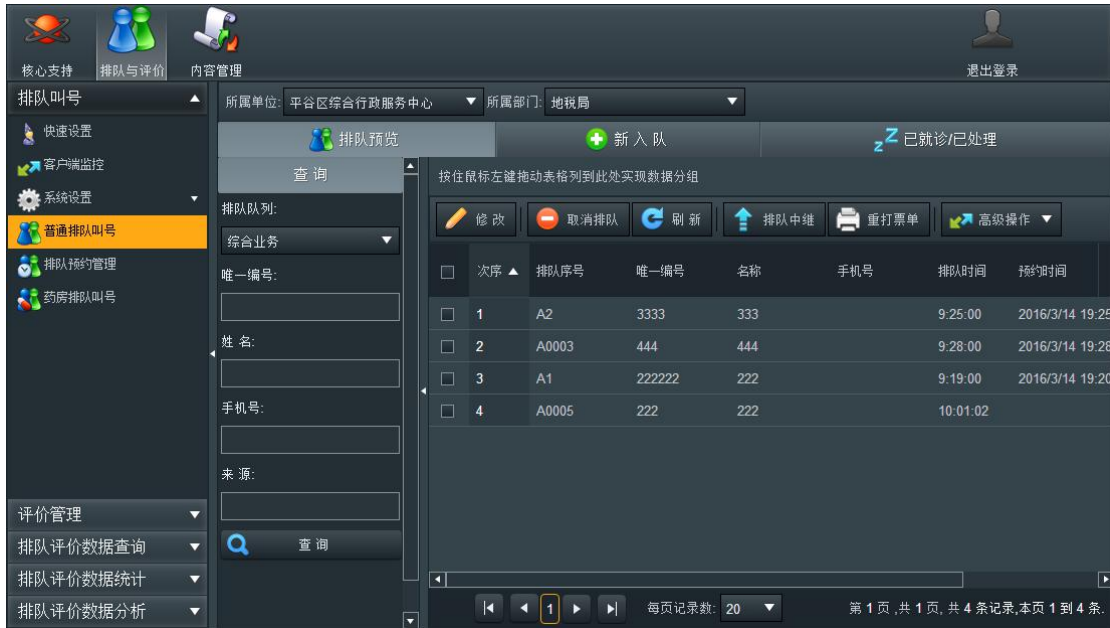 核心支持 排队与评价 内容管理 退出登录
排队叫号
快速设置
客户端监控
系统设置
普通排队叫号
排队预约管理
药房排队叫号
评价管理
排队评价数据查询
排队评价数据统计
排队评价数据分析
所属单位: 平谷区综合行政服务中心 所属部门: 地税局
排队预览 新入队 已就诊/已处理
查询
排队队列:
综合业务
唯一编号:
姓 名:
手机号:
来 源:
查 询
按住鼠标左键拖动表格列到此处实现数据分组
修 改 取消排队 刷 新 排队中继 重打票单 高级操作
次序 排队序号 唯一编号 名称 手机号 排队时间 预约时间
1 A2 3333 333 9:25:00 2016/3/14 19:25
2 A0003 444 444 9:28:00 2016/3/14 19:28
3 A1 222222 222 9:19:00 2016/3/14 19:20
4 A0005 222 222 10:01:02
1 每页记录数: 20 第 1 页 ,共 1 页, 共 4 条记录,本页 1 到 4 条.